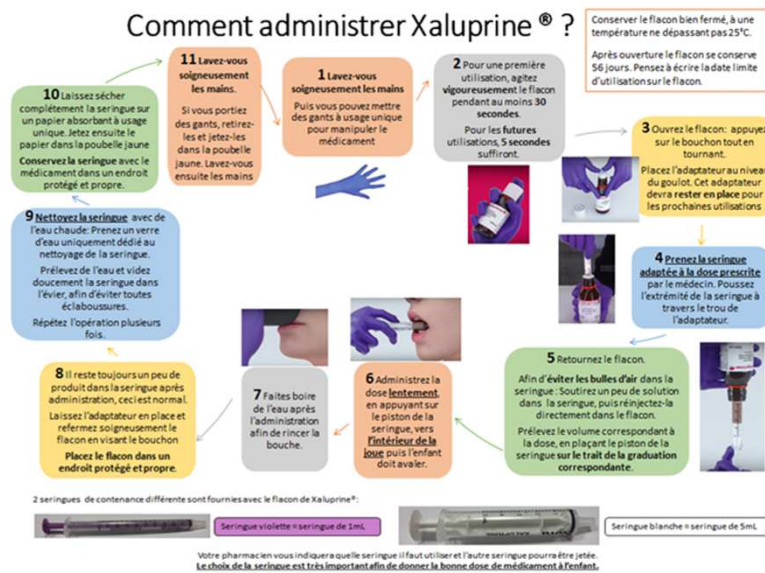 Comment administrer Xaluprine ® ?
Conserver le flacon bien fermé, à une
température ne dépassant pas 25°C.
Après ouverture le flacon se conserve
56 jours. Pensez à écrire la date limite
d'utilisation sur le flacon.
1 Lavez-vous
soigneusement les mains
Puis vous pouvez mettre
des gants à usage unique
pour manipuler le
médicament
2 Pour une première
utilisation, agitez
vigoureusement le flacon
pendant au moins 30
secondes.
Pour les futures
utilisations, 5 secondes
suffiront.
3 Ouvrez le flacon: appuyez
sur le bouchon tout en
tournant.
Placez l'adaptateur au niveau
du goulot. Cet adaptateur
devra rester en place pour
les prochaines utilisations
4 Prenez la seringue
adaptée à la dose prescrite
par le médecin. Poussez
l'extrémité de la seringue à
travers le trou de
l'adaptateur.
5 Retournez le flacon.
Afin d'éviter les bulles d'air dans
la seringue : Soutirez un peu de solution
dans la seringue, puis réinjectez-la
directement dans le flacon.
Prélevez le volume correspondant à
la dose, en plaçant le piston de la
seringue sur le trait de la graduation
correspondante.
6 Administrez la
dose lentement,
en appuyant sur
le piston de la
seringue, vers
l'intérieur de la
joue puis l'enfant
doit avaler.
7 Faites boire
de l'eau après
l'administration
afin de rincer la
bouche.
8 Il reste toujours un peu de
produit dans la seringue après
administration, ceci est normal.
Laissez l'adaptateur en place et
refermez soigneusement le
flacon en visant le bouchon
Placez le flacon dans un
endroit protégé et propre.
9 Nettoyez la seringue avec de
l'eau chaude: Prenez un verre
d'eau uniquement dédié au
nettoyage de la seringue.
Prélevez de l'eau et videz
doucement la seringue dans
l'évier, afin d'éviter toutes
éclaboussures.
Répétez l'opération plusieurs
fois.
10 Laissez sécher
complétement la seringue sur
un papier absorbant à usage
unique. Jetez ensuite le
papier dans la poubelle jaune
Conservez la seringue avec le
médicament dans un endroit
protégé et propre.
11 Lavez-vous
soigneusement
les mains.
Si vous portiez
des gants, retirez-
les et jetez-les
dans la poubelle
jaune. Lavez-vous
ensuite les mains
2 seringues de contenance différente sont fournies avec le flacon de Xaluprine®:
Seringue violette = seringue de 1mL
XALUPRINE
Seringue blanche = seringue de 5mL
Votre pharmacien vous indiquera quelle seringue il faut utiliser et l'autre seringue pourra être jetée.
Le choix de la seringue est très important afin de donner la bonne dose de médicament à l'enfant.